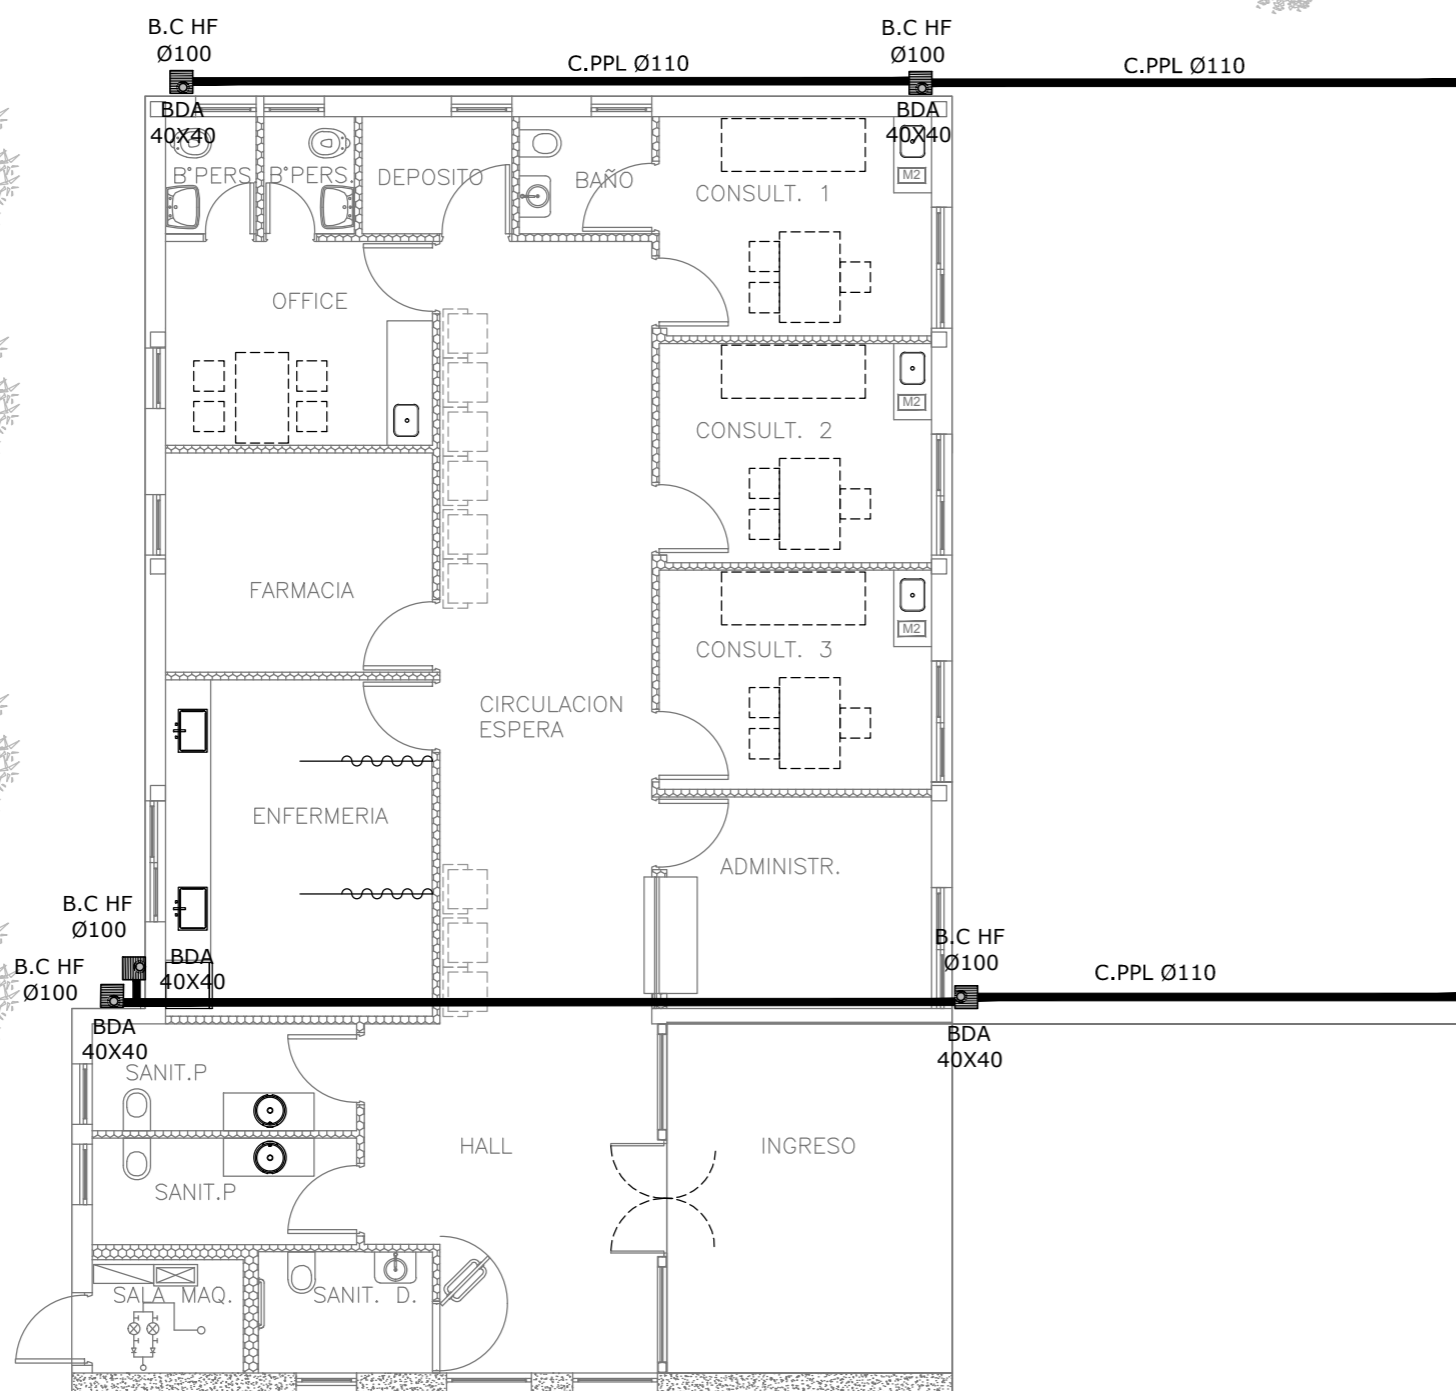 B.C HF
Ø100
B.C HF
Ø100
C.PPL Ø110
C.PPL Ø110
BDA
40X40
BDA
40X40
B°PERS.
B°PERS.
DEPOSITO
BAÑO
CONSULT. 1
M2
OFFICE
CONSULT. 2
M2
FARMACIA
CONSULT. 3
M2
CIRCULACION
ESPERA
ENFERMERIA
ADMINISTR.
B.C HF
Ø100
B.C HF
Ø100
BDA
40X40
B.C HF
Ø100
C.PPL Ø110
BDA
40X40
BDA
40X40
SANIT.P
HALL
INGRESO
SANIT.P
SALA MAQ.
SANIT. D.